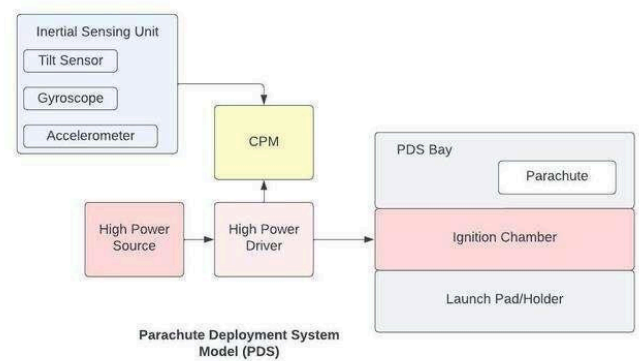 Inertial Sensing Unit
Tilt Sensor
Gyroscope
Accelerometer
CPM
PDS Bay
Parachute
High Power
Source
High Power
Driver
Ignition Chamber
Launch Pad/Holder
Parachute Deployment System
Model (PDS)